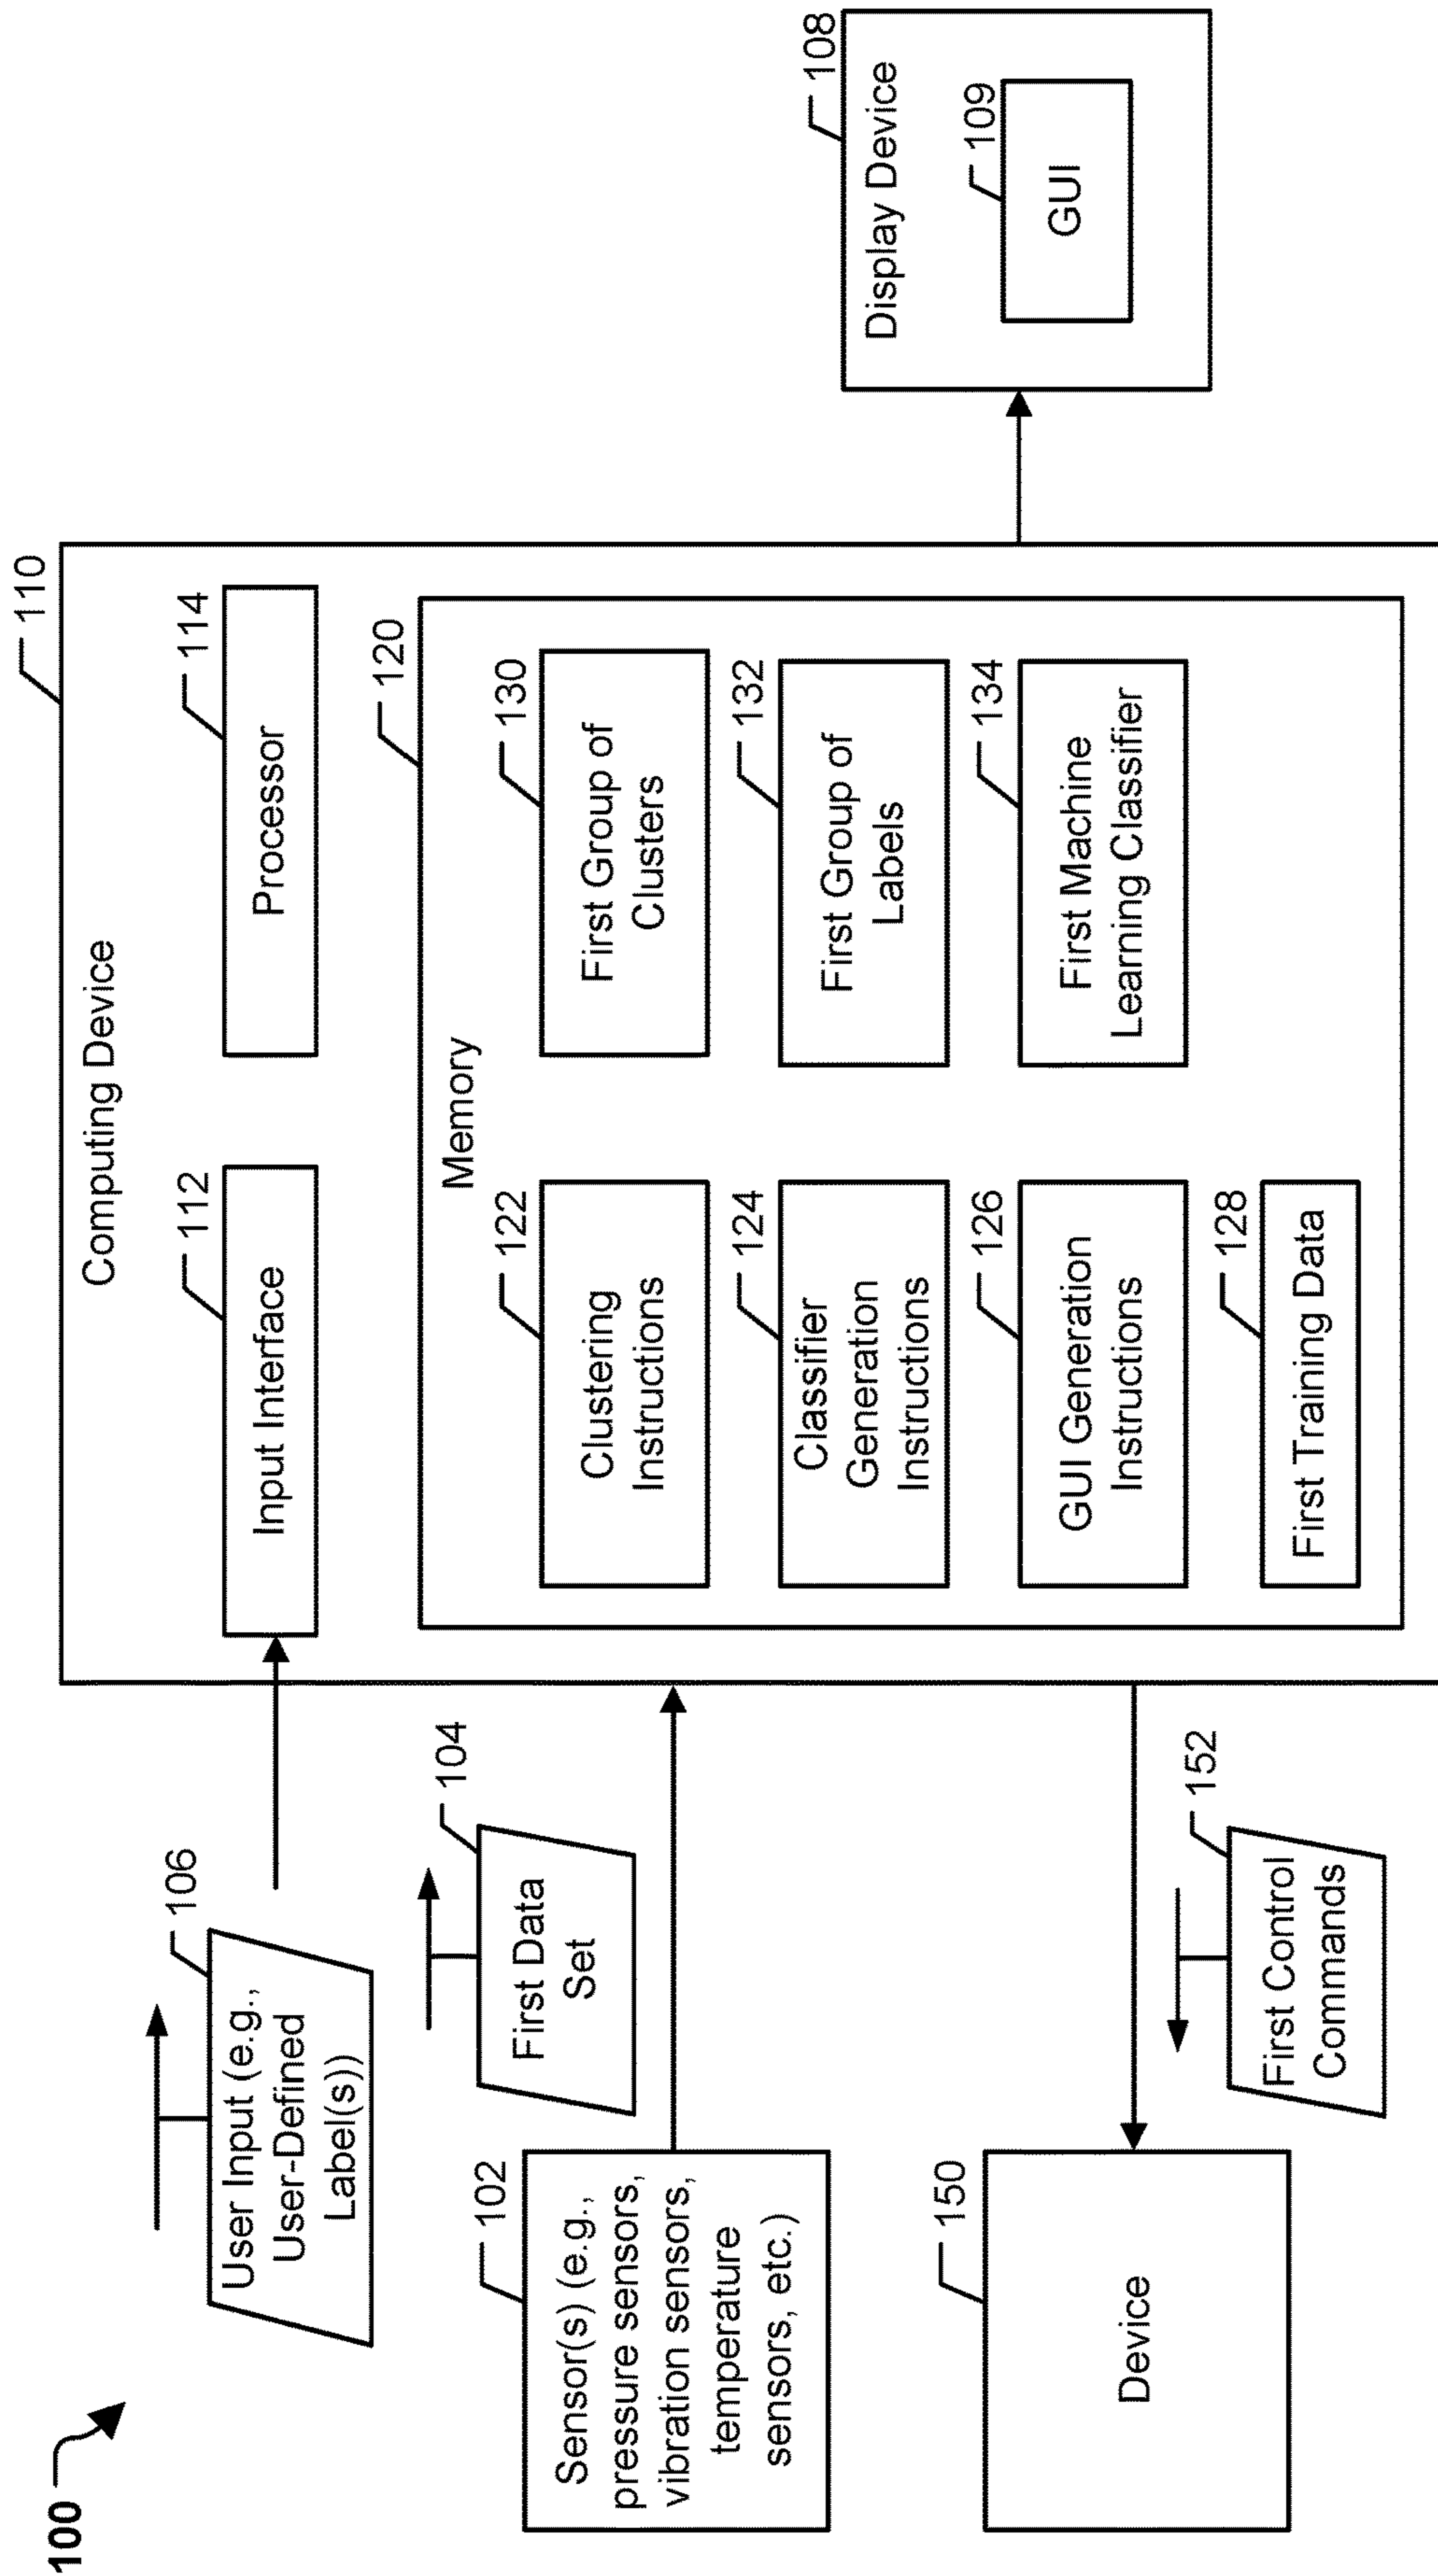 100
106
User Input (e.g.,
User-Defined
Label(s))
104
First Data
Set
102
Sensor(s) (e.g.,
pressure sensors,
vibration sensors,
temperature
sensors, etc.)
150
Device
152
First Control
Commands
110
Computing Device
112
Input Interface
114
Processor
120
Memory
122
Clustering
Instructions
124
Classifier
Generation
Instructions
126
GUI Generation
Instructions
128
First Training Data
130
First Group of
Clusters
132
First Group of
Labels
134
First Machine
Learning Classifier
108
Display Device
109
GUI